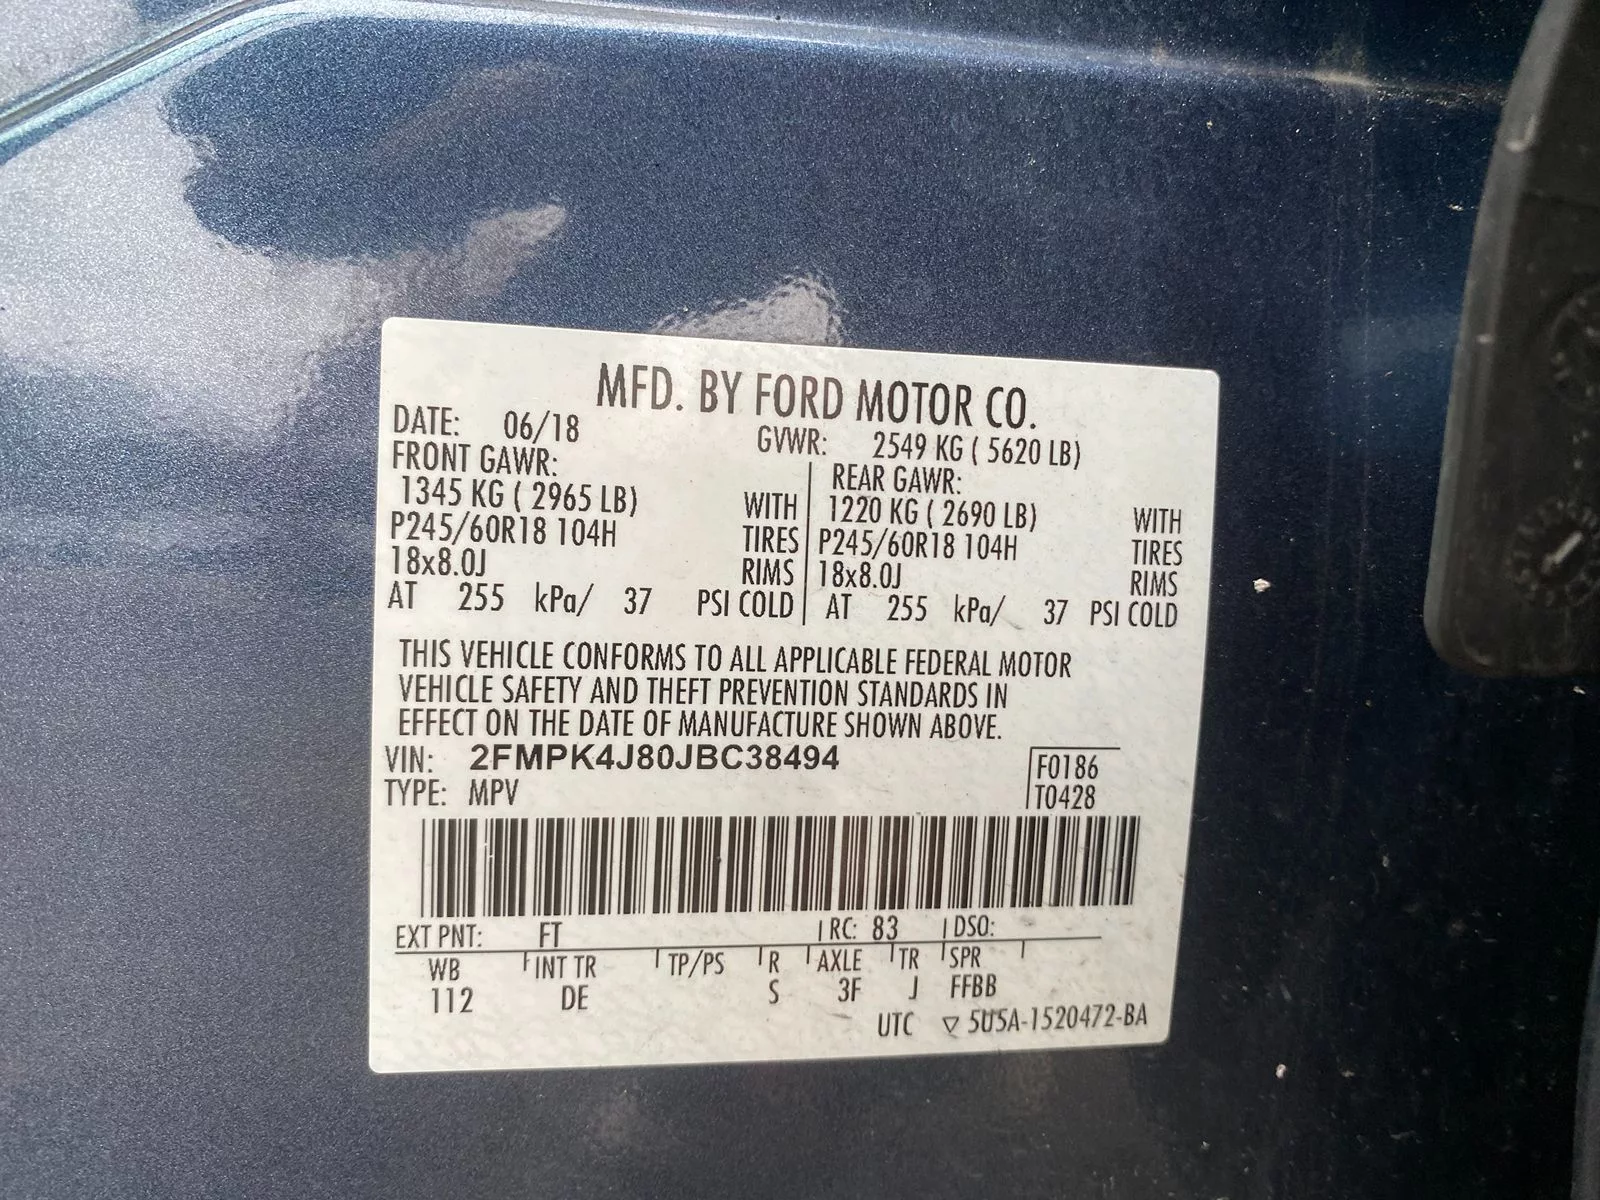 MFD. BY FORD MOTOR CO.
DATE: 06/18 GVWR: 2549 KG ( 5620 LB)
FRONT GAWR: REAR GAWR:
1345 KG ( 2965 LB) WITH 1220 KG ( 2690 LB) WITH
P245/60R18 104H TIRES P245/60R18 104H TIRES
18x8.0J RIMS 18x8.0J RIMS
AT 255 kPa/ 37 PSI COLD AT 255 kPa/ 37 PSI COLD
THIS VEHICLE CONFORMS TO ALL APPLICABLE FEDERAL MOTOR
VEHICLE SAFETY AND THEFT PREVENTION STANDARDS IN
EFFECT ON THE DATE OF MANUFACTURE SHOWN ABOVE.
VIN: 2FMPK4J80JBC38494 F0186
TYPE: MPV T0428
EXT PNT: FT RC: 83 DSO:
WB INT TR TP/PS R AXLE TR SPR
112 DE S 3F J FFBB
UTC ▽ 5U5A-1520472-BA